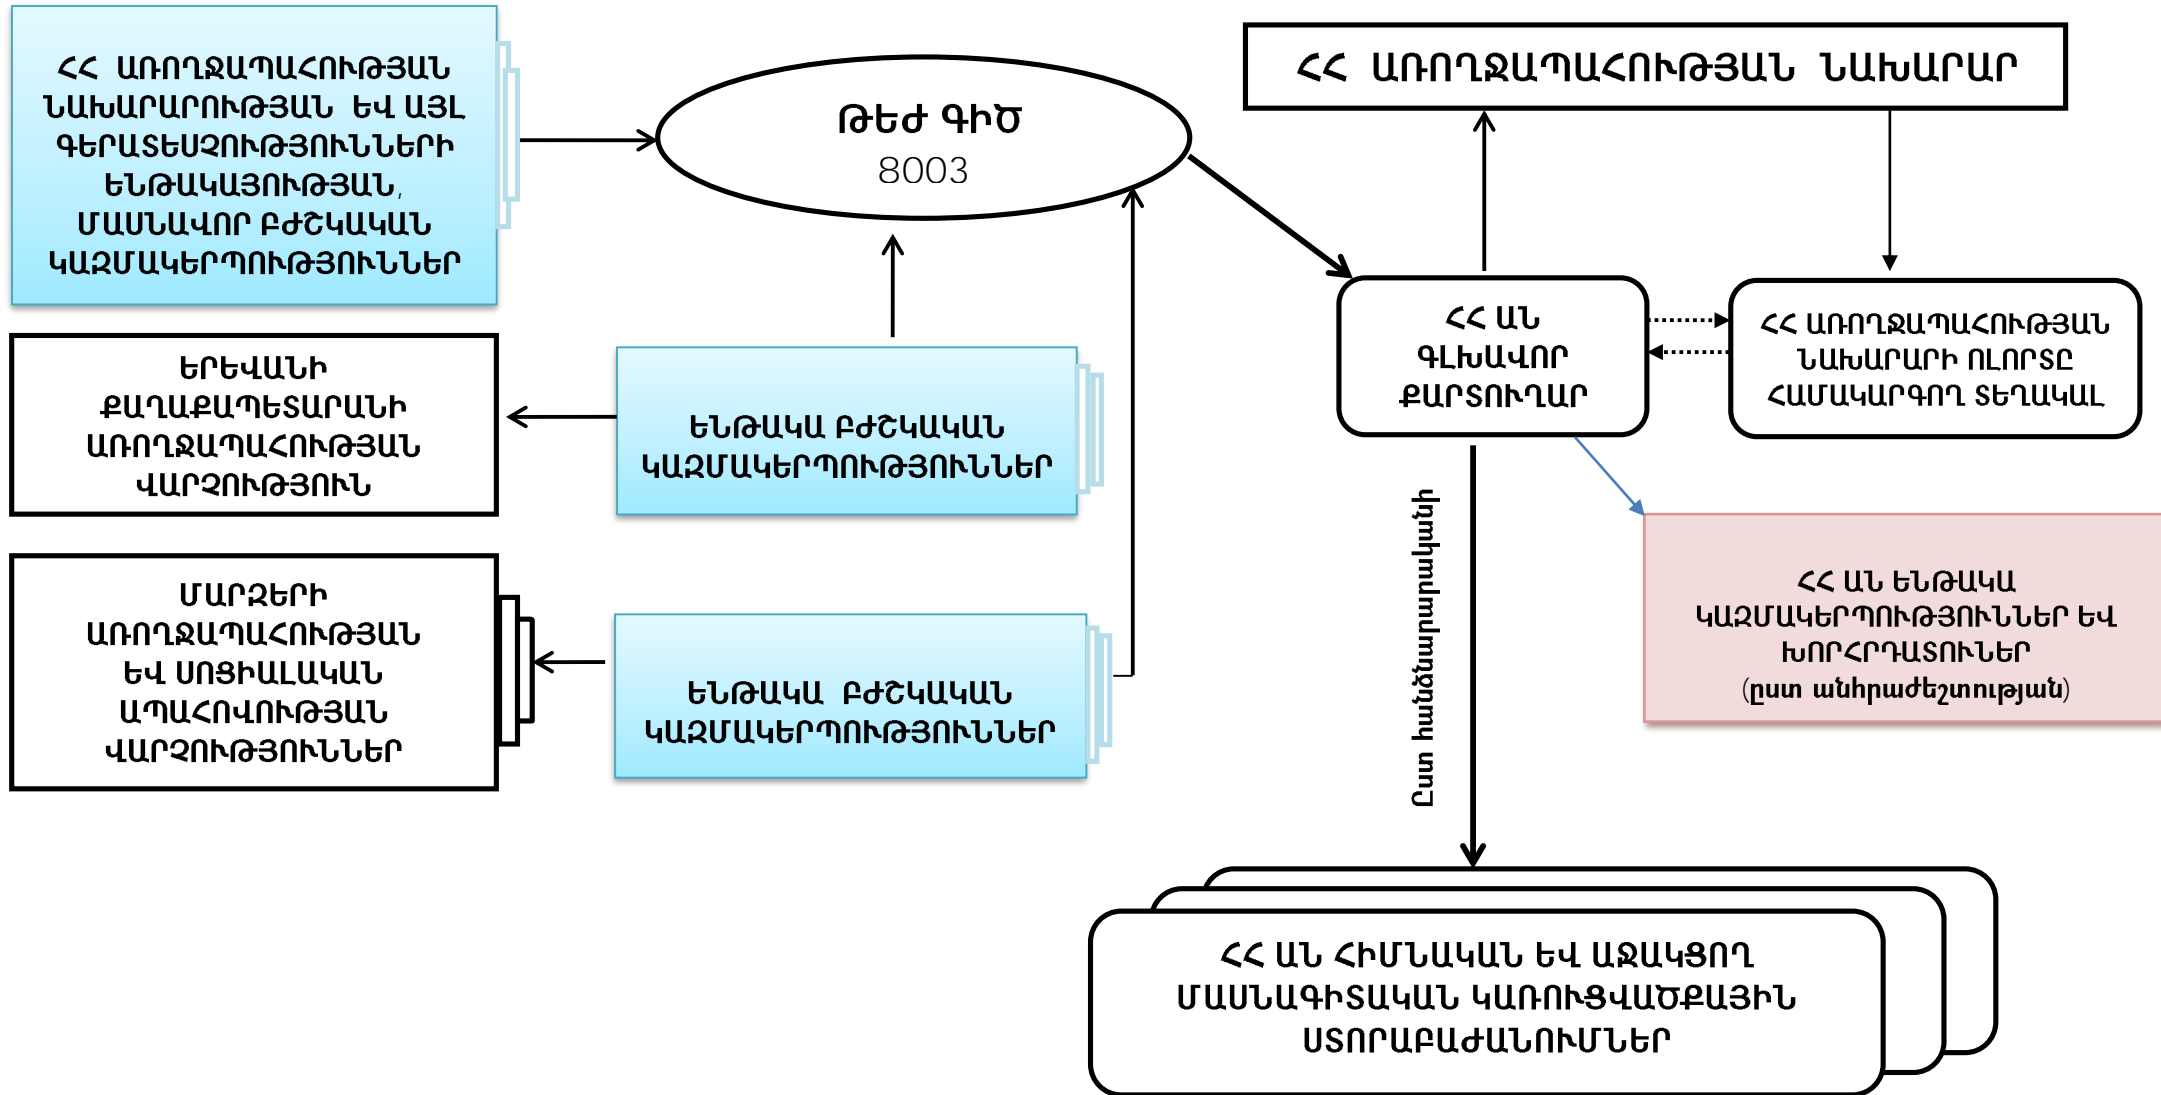 ՀՀ ԱՌՈՂՋԱՊԱՀՈՒԹՅԱՆ
ՆԱԽԱՐԱՐՈՒԹՅԱՆ ԵՎ ԱՅԼ
ԳԵՐԱՏԵՍՉՈՒԹՅՈՒՆՆԵՐԻ
ԵՆԹԱԿԱՅՈՒԹՅԱՆ,
ՄԱՍՆԱՎՈՐ ԲԺՇԿԱԿԱՆ
ԿԱԶՄԱԿԵՐՊՈՒԹՅՈՒՆՆԵՐ
ԹԵԺ ԳԻԾ
8003
ՀՀ ԱՌՈՂՋԱՊԱՀՈՒԹՅԱՆ ՆԱԽԱՐԱՐ
ՀՀ ԱՆ
ԳԼԽԱՎՈՐ
ՔԱՐՏՈՒՂԱՐ
ՀՀ ԱՌՈՂՋԱՊԱՀՈՒԹՅԱՆ
ՆԱԽԱՐԱՐԻ ՈԼՈՐՏԸ
ՀԱՄԱԿԱՐԳՈՂ ՏԵՂԱԿԱԼ
ԵՐԵՎԱՆԻ
ՔԱՂԱՔԱՊԵՏԱՐԱՆԻ
ԱՌՈՂՋԱՊԱՀՈՒԹՅԱՆ
ՎԱՐՉՈՒԹՅՈՒՆ
ԵՆԹԱԿԱ ԲԺՇԿԱԿԱՆ
ԿԱԶՄԱԿԵՐՊՈՒԹՅՈՒՆՆԵՐ
ՄԱՐԶԵՐԻ
ԱՌՈՂՋԱՊԱՀՈՒԹՅԱՆ
ԵՎ ՍՈՑԻԱԼԱԿԱՆ
ԱՊԱՀՈՎՈՒԹՅԱՆ
ՎԱՐՉՈՒԹՅՈՒՆՆԵՐ
ԵՆԹԱԿԱ ԲԺՇԿԱԿԱՆ
ԿԱԶՄԱԿԵՐՊՈՒԹՅՈՒՆՆԵՐ
Ըստ հանձնարարականի
ՀՀ ԱՆ ԵՆԹԱԿԱ
ԿԱԶՄԱԿԵՐՊՈՒԹՅՈՒՆՆԵՐ ԵՎ
ԽՈՐՀՐԴԱՏՈՒՆԵՐ
(ըստ անհրաժեշտության)
ՀՀ ԱՆ ՀԻՄՆԱԿԱՆ ԵՎ ԱՋԱԿՑՈՂ
ՄԱՍՆԱԳԻՏԱԿԱՆ ԿԱՌՈՒՑՎԱԾՔԱՅԻՆ
ՍՏՈՐԱԲԱԺԱՆՈՒՄՆԵՐ